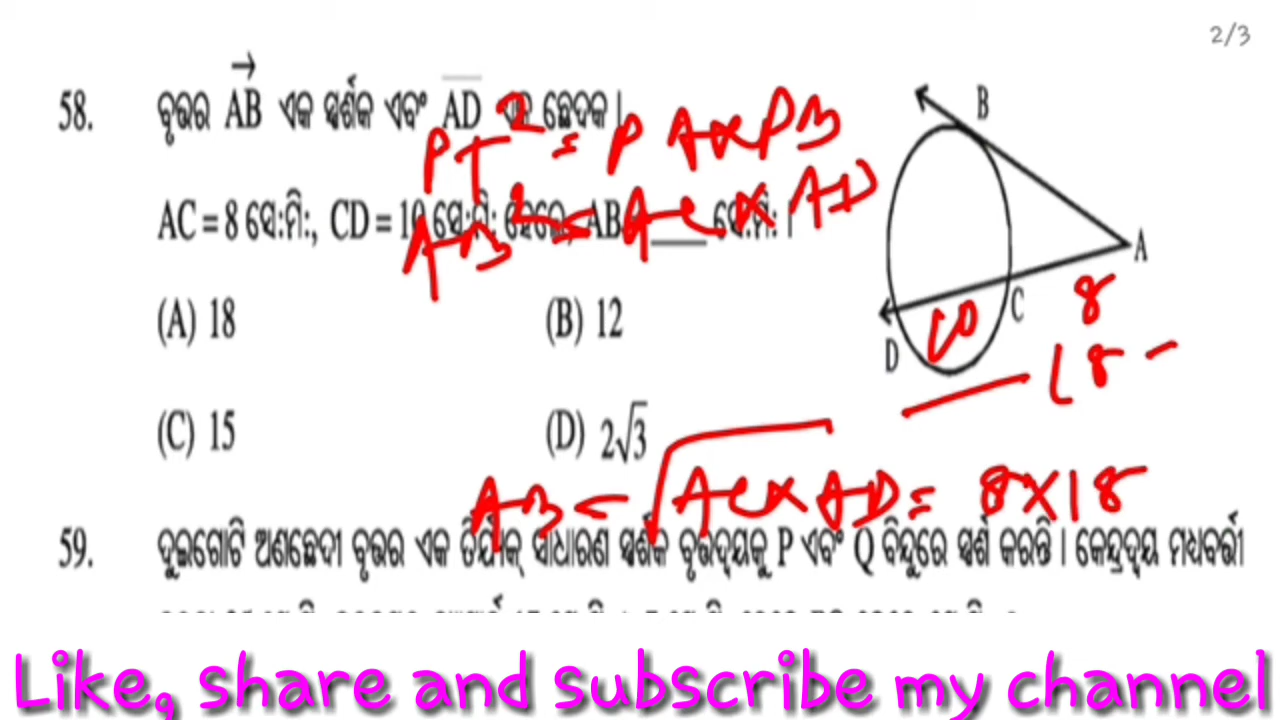 2/3
58. ବୃତ୍ତର AB ଏକ ସ୍ପର୍ଶକ ଏବଂ AD ଏକ ଛେଦକ ।
PT² = PA×PB
AC = 8 ସେ:ମି:, CD = 10 ସେ:ମି: ହେଲେ, AB = ____ ସେ:ମି: ।
AB² = AC × AD
(A) 18 (B) 12
(C) 15 (D) 2√3
B
A
C
D
10
8
18
AB = √AC×AD = 8×18
59. ଦୁଇଗୋଟି ଅଣଛେଦୀ ବୃତ୍ତର ଏକ ତିର୍ଯ୍ୟକ୍ ସାଧାରଣ ସ୍ପର୍ଶକ ବୃତ୍ତଦ୍ୱୟକୁ P ଏବଂ Q ବିନ୍ଦୁରେ ସ୍ପର୍ଶ କରନ୍ତି । କେନ୍ଦ୍ରଦ୍ୱୟ ମଧ୍ୟବର୍ତ୍ତୀ
Like, share and subscribe my channel